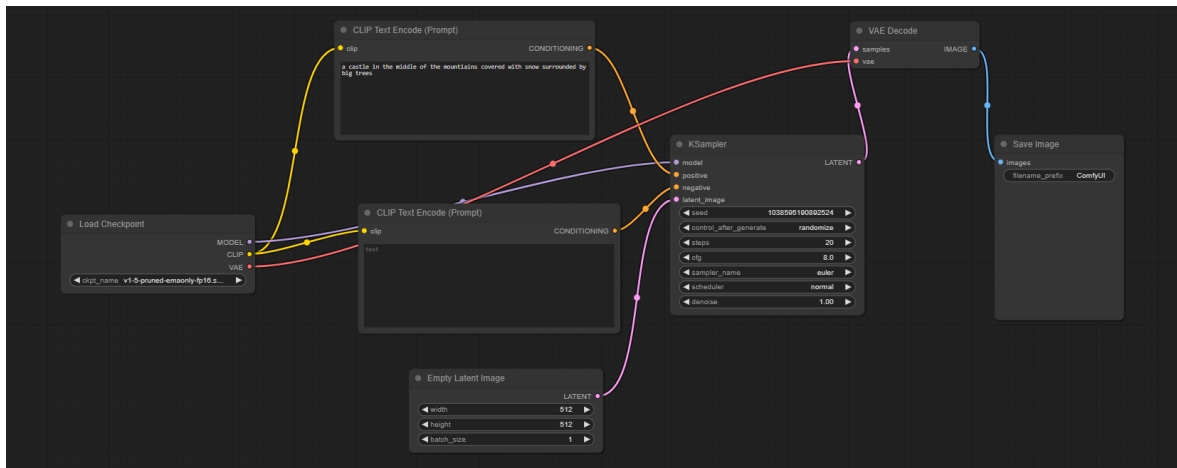 CLIP Text Encode (Prompt)
clip
CONDITIONING
a castle in the middle of the mountiains covered with snow surrounded by
big trees
VAE Decode
samples
IMAGE
vae
KSampler
model
LATENT
positive
negative
latent_image
seed 1038595190892524
control_after_generate randomize
steps 20
cfg 8.0
sampler_name euler
scheduler normal
denoise 1.00
Save Image
images
filename_prefix ComfyUI
Load Checkpoint
MODEL
CLIP
VAE
ckpt_name v1-5-pruned-emaonly-fp16.s...
CLIP Text Encode (Prompt)
clip
CONDITIONING
text
Empty Latent Image
LATENT
width 512
height 512
batch_size 1